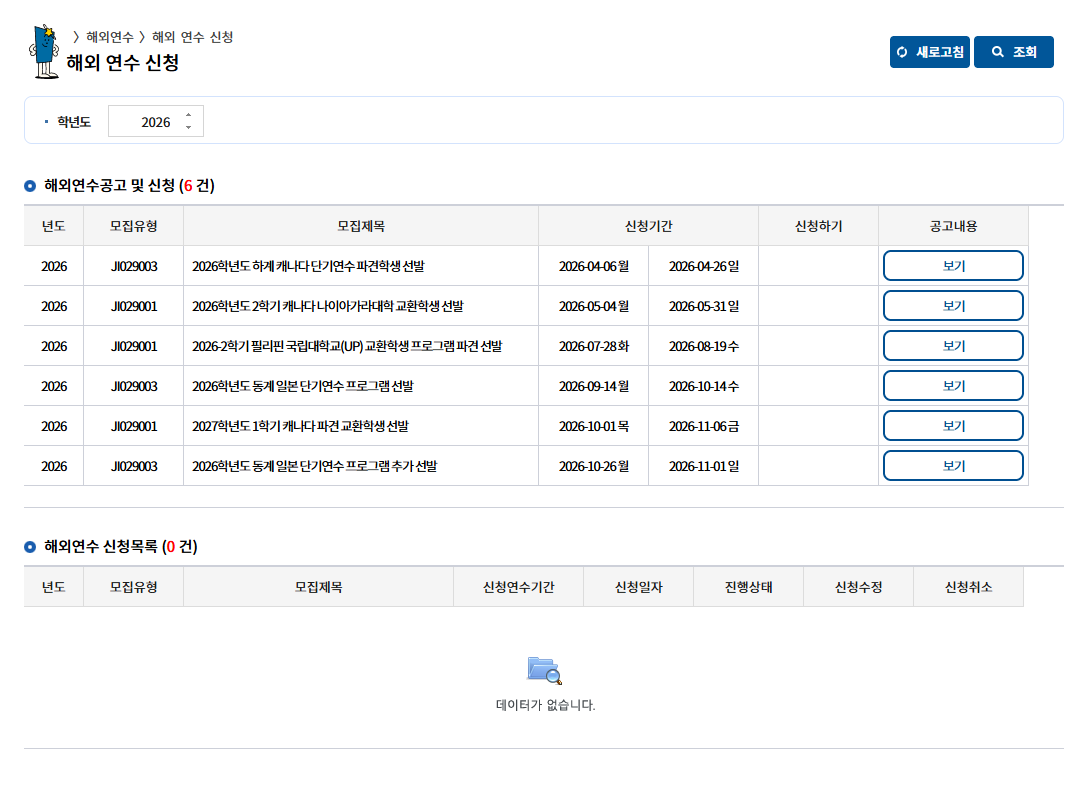 〉 해외연수 〉 해외 연수 신청
해외 연수 신청
새로고침 조회
학년도 2026
해외연수공고 및 신청 (6 건)
년도 모집유형 모집제목 신청기간 신청하기 공고내용
2026 JI029003 2026학년도 하계 캐나다 단기연수 파견학생 선발 2026-04-06 월 2026-04-26 일 보기
2026 JI029001 2026학년도 2학기 캐나다 나이아가라대학 교환학생 선발 2026-05-04 월 2026-05-31 일 보기
2026 JI029001 2026-2학기 필리핀 국립대학교(UP) 교환학생 프로그램 파견 선발 2026-07-28 화 2026-08-19 수 보기
2026 JI029003 2026학년도 동계 일본 단기연수 프로그램 선발 2026-09-14 월 2026-10-14 수 보기
2026 JI029001 2027학년도 1학기 캐나다 파견 교환학생 선발 2026-10-01 목 2026-11-06 금 보기
2026 JI029003 2026학년도 동계 일본 단기연수 프로그램 추가 선발 2026-10-26 월 2026-11-01 일 보기
해외연수 신청목록 (0 건)
년도 모집유형 모집제목 신청연수기간 신청일자 진행상태 신청수정 신청취소
데이터가 없습니다.